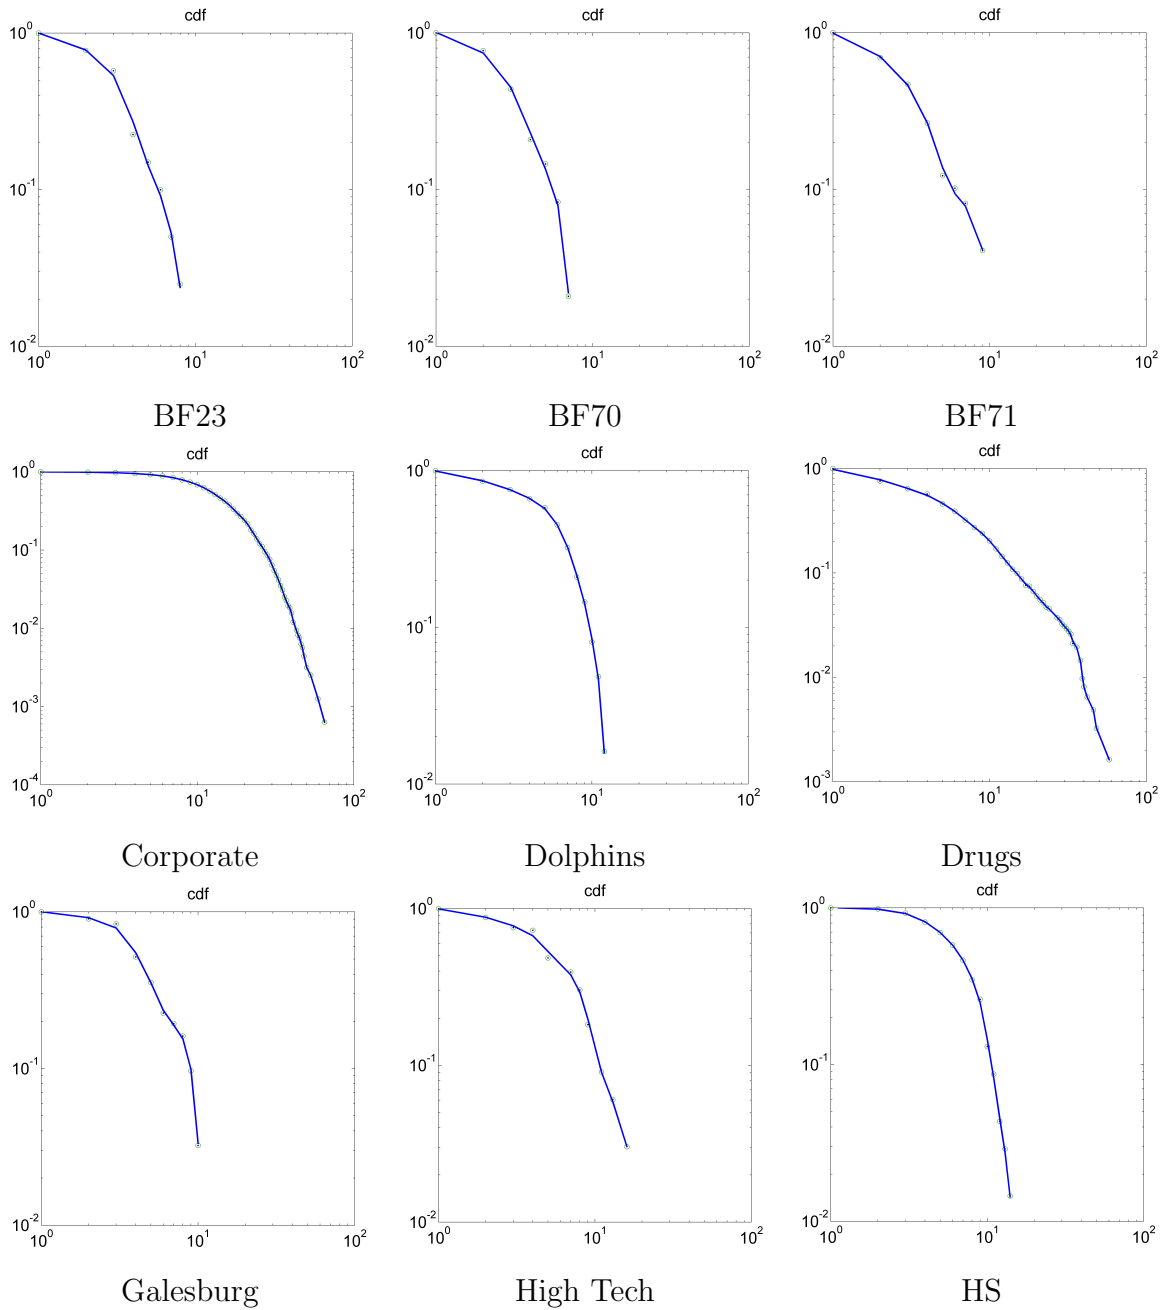 cdf cdf cdf
10^0 10^0 10^0
10^-1 10^-1 10^-1
10^-2 10^-2 10^-2
10^0 10^1 10^2 10^0 10^1 10^2 10^0 10^1 10^2
BF23 BF70 BF71
cdf cdf cdf
10^0 10^0 10^0
10^-1 10^-1 10^-1
10^-2 10^-2 10^-2
10^-3 10^-3
10^-4
10^0 10^1 10^2 10^0 10^1 10^2 10^0 10^1 10^2
Corporate Dolphins Drugs
cdf cdf cdf
10^0 10^0 10^0
10^-1 10^-1 10^-1
10^-2 10^-2 10^-2
10^0 10^1 10^2 10^0 10^1 10^2 10^0 10^1 10^2
Galesburg High Tech HS